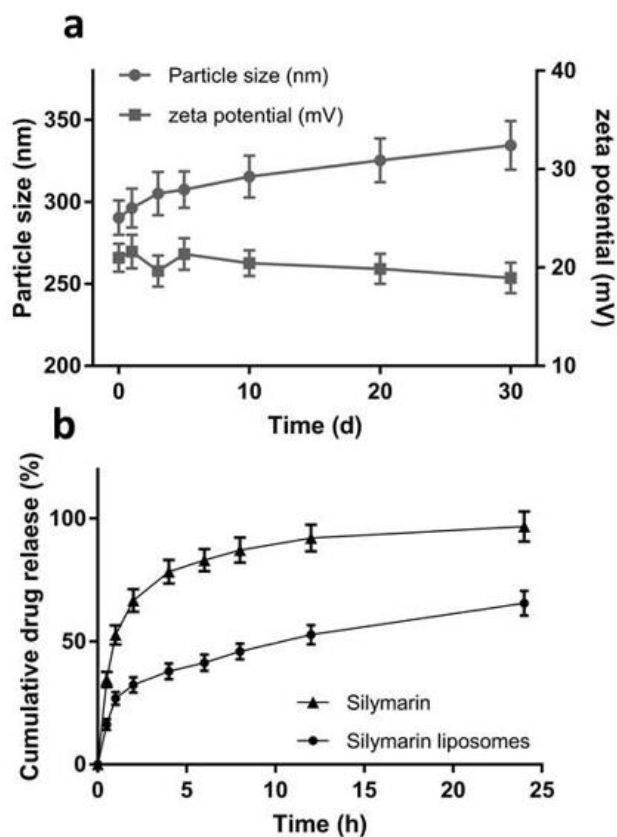 a
Particle size (nm)
zeta potential (mV)
Particle size (nm)
350
300
250
200
40
30
20
10
zeta potential
(mV)
0
10
20
30
Time (d)
b
Cumulative drug relaese (%)
100
50
0
Silymarin
Silymarin liposomes
0
5
10
15
20
25
Time (h)